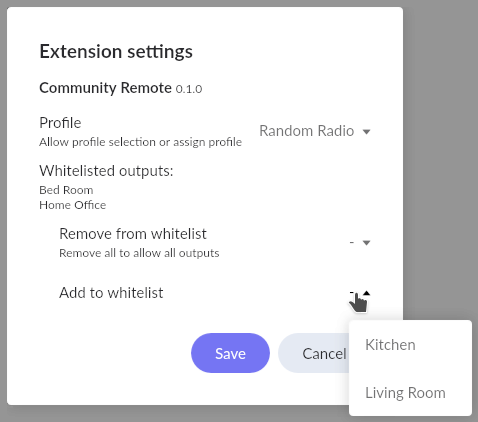 Extension settings
Community Remote 0.1.0
Profile
Allow profile selection or assign profile
Random Radio
Whitelisted outputs:
Bed Room
Home Office
Remove from whitelist
Remove all to allow all outputs
-
Add to whitelist
-
Save
Cancel
Kitchen
Living Room